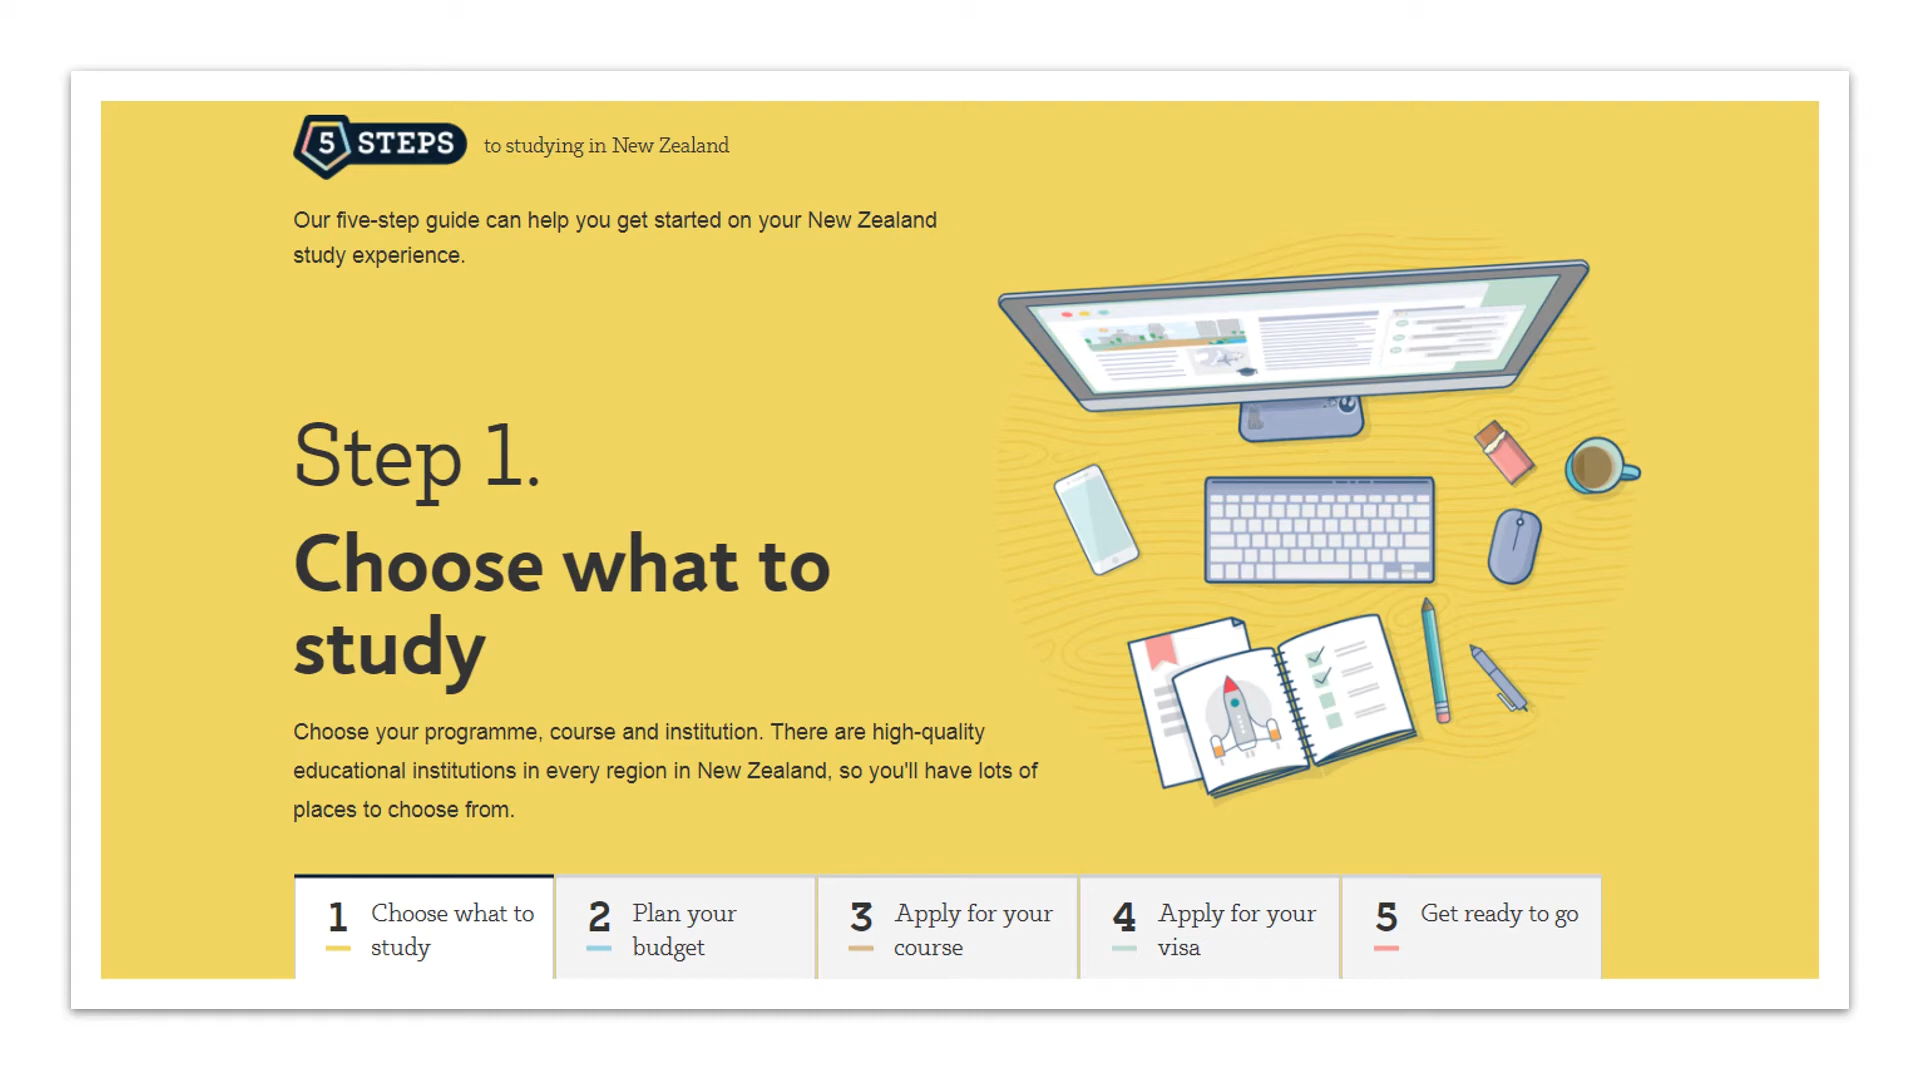 5 STEPS to studying in New Zealand
Our five-step guide can help you get started on your New Zealand
study experience.
Step 1.
Choose what to
study
Choose your programme, course and institution. There are high-quality
educational institutions in every region in New Zealand, so you'll have lots of
places to choose from.
1 Choose what to
study
2 Plan your
budget
3 Apply for your
course
4 Apply for your
visa
5 Get ready to go